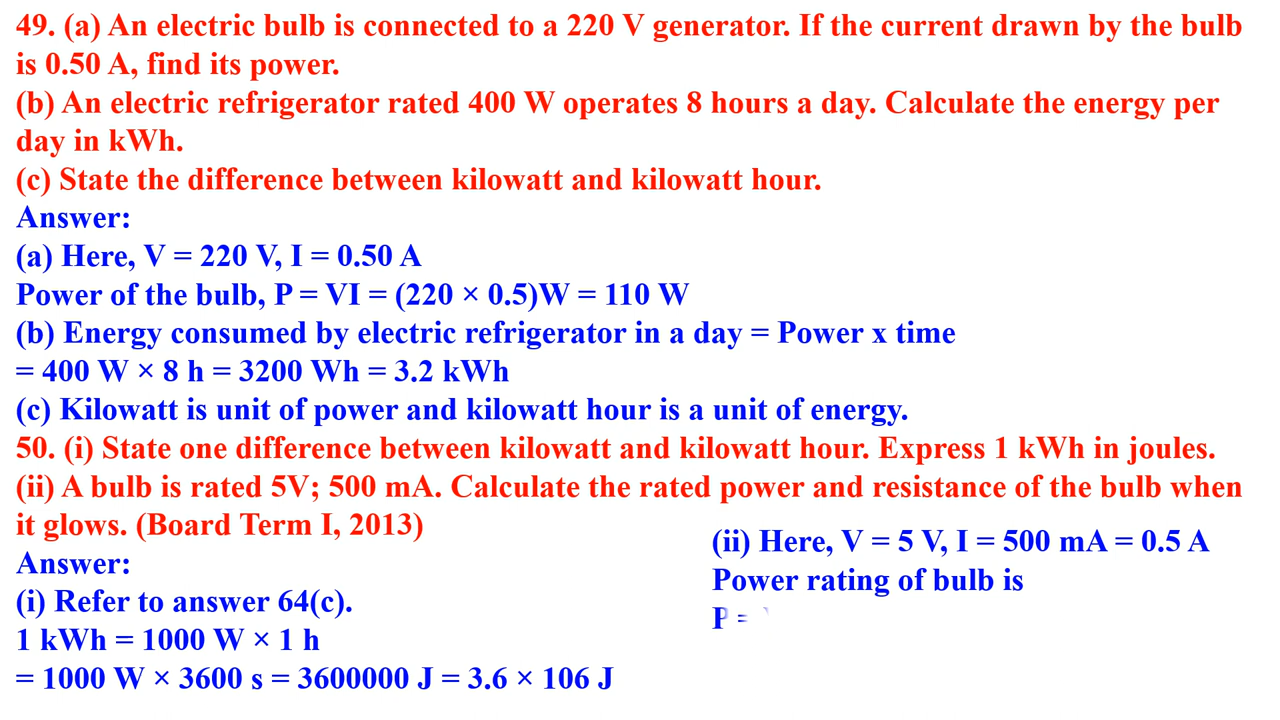 49. (a) An electric bulb is connected to a 220 V generator. If the current drawn by the bulb
is 0.50 A, find its power.
(b) An electric refrigerator rated 400 W operates 8 hours a day. Calculate the energy per
day in kWh.
(c) State the difference between kilowatt and kilowatt hour.
Answer:
(a) Here, V = 220 V, I = 0.50 A
Power of the bulb, P = VI = (220 × 0.5)W = 110 W
(b) Energy consumed by electric refrigerator in a day = Power x time
= 400 W × 8 h = 3200 Wh = 3.2 kWh
(c) Kilowatt is unit of power and kilowatt hour is a unit of energy.
50. (i) State one difference between kilowatt and kilowatt hour. Express 1 kWh in joules.
(ii) A bulb is rated 5V; 500 mA. Calculate the rated power and resistance of the bulb when
it glows. (Board Term I, 2013)
Answer:
(i) Refer to answer 64(c).
1 kWh = 1000 W × 1 h
= 1000 W × 3600 s = 3600000 J = 3.6 × 106 J
(ii) Here, V = 5 V, I = 500 mA = 0.5 A
Power rating of bulb is
P =